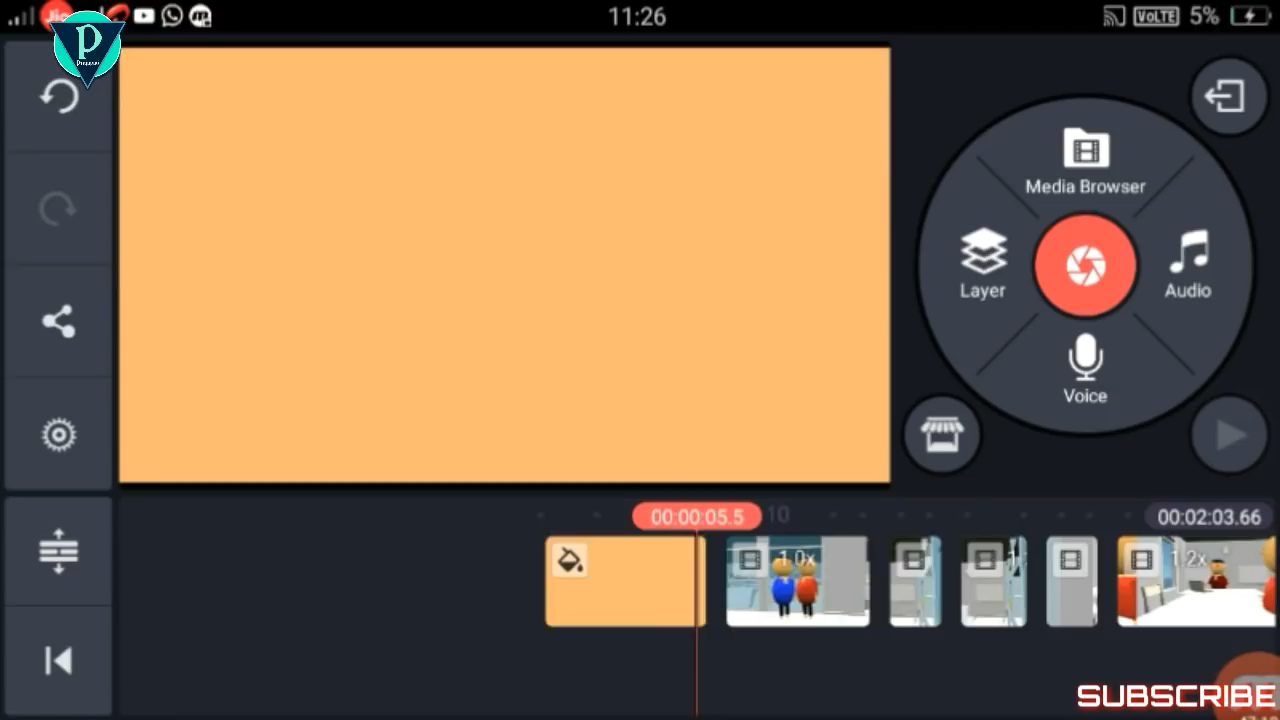 Jio
11:26
VoLTE 5%
P
Media Browser
Layer
Audio
Voice
00:00:05.5
10
00:02:03.66
1.0x
1.2x
SUBSCRIBE